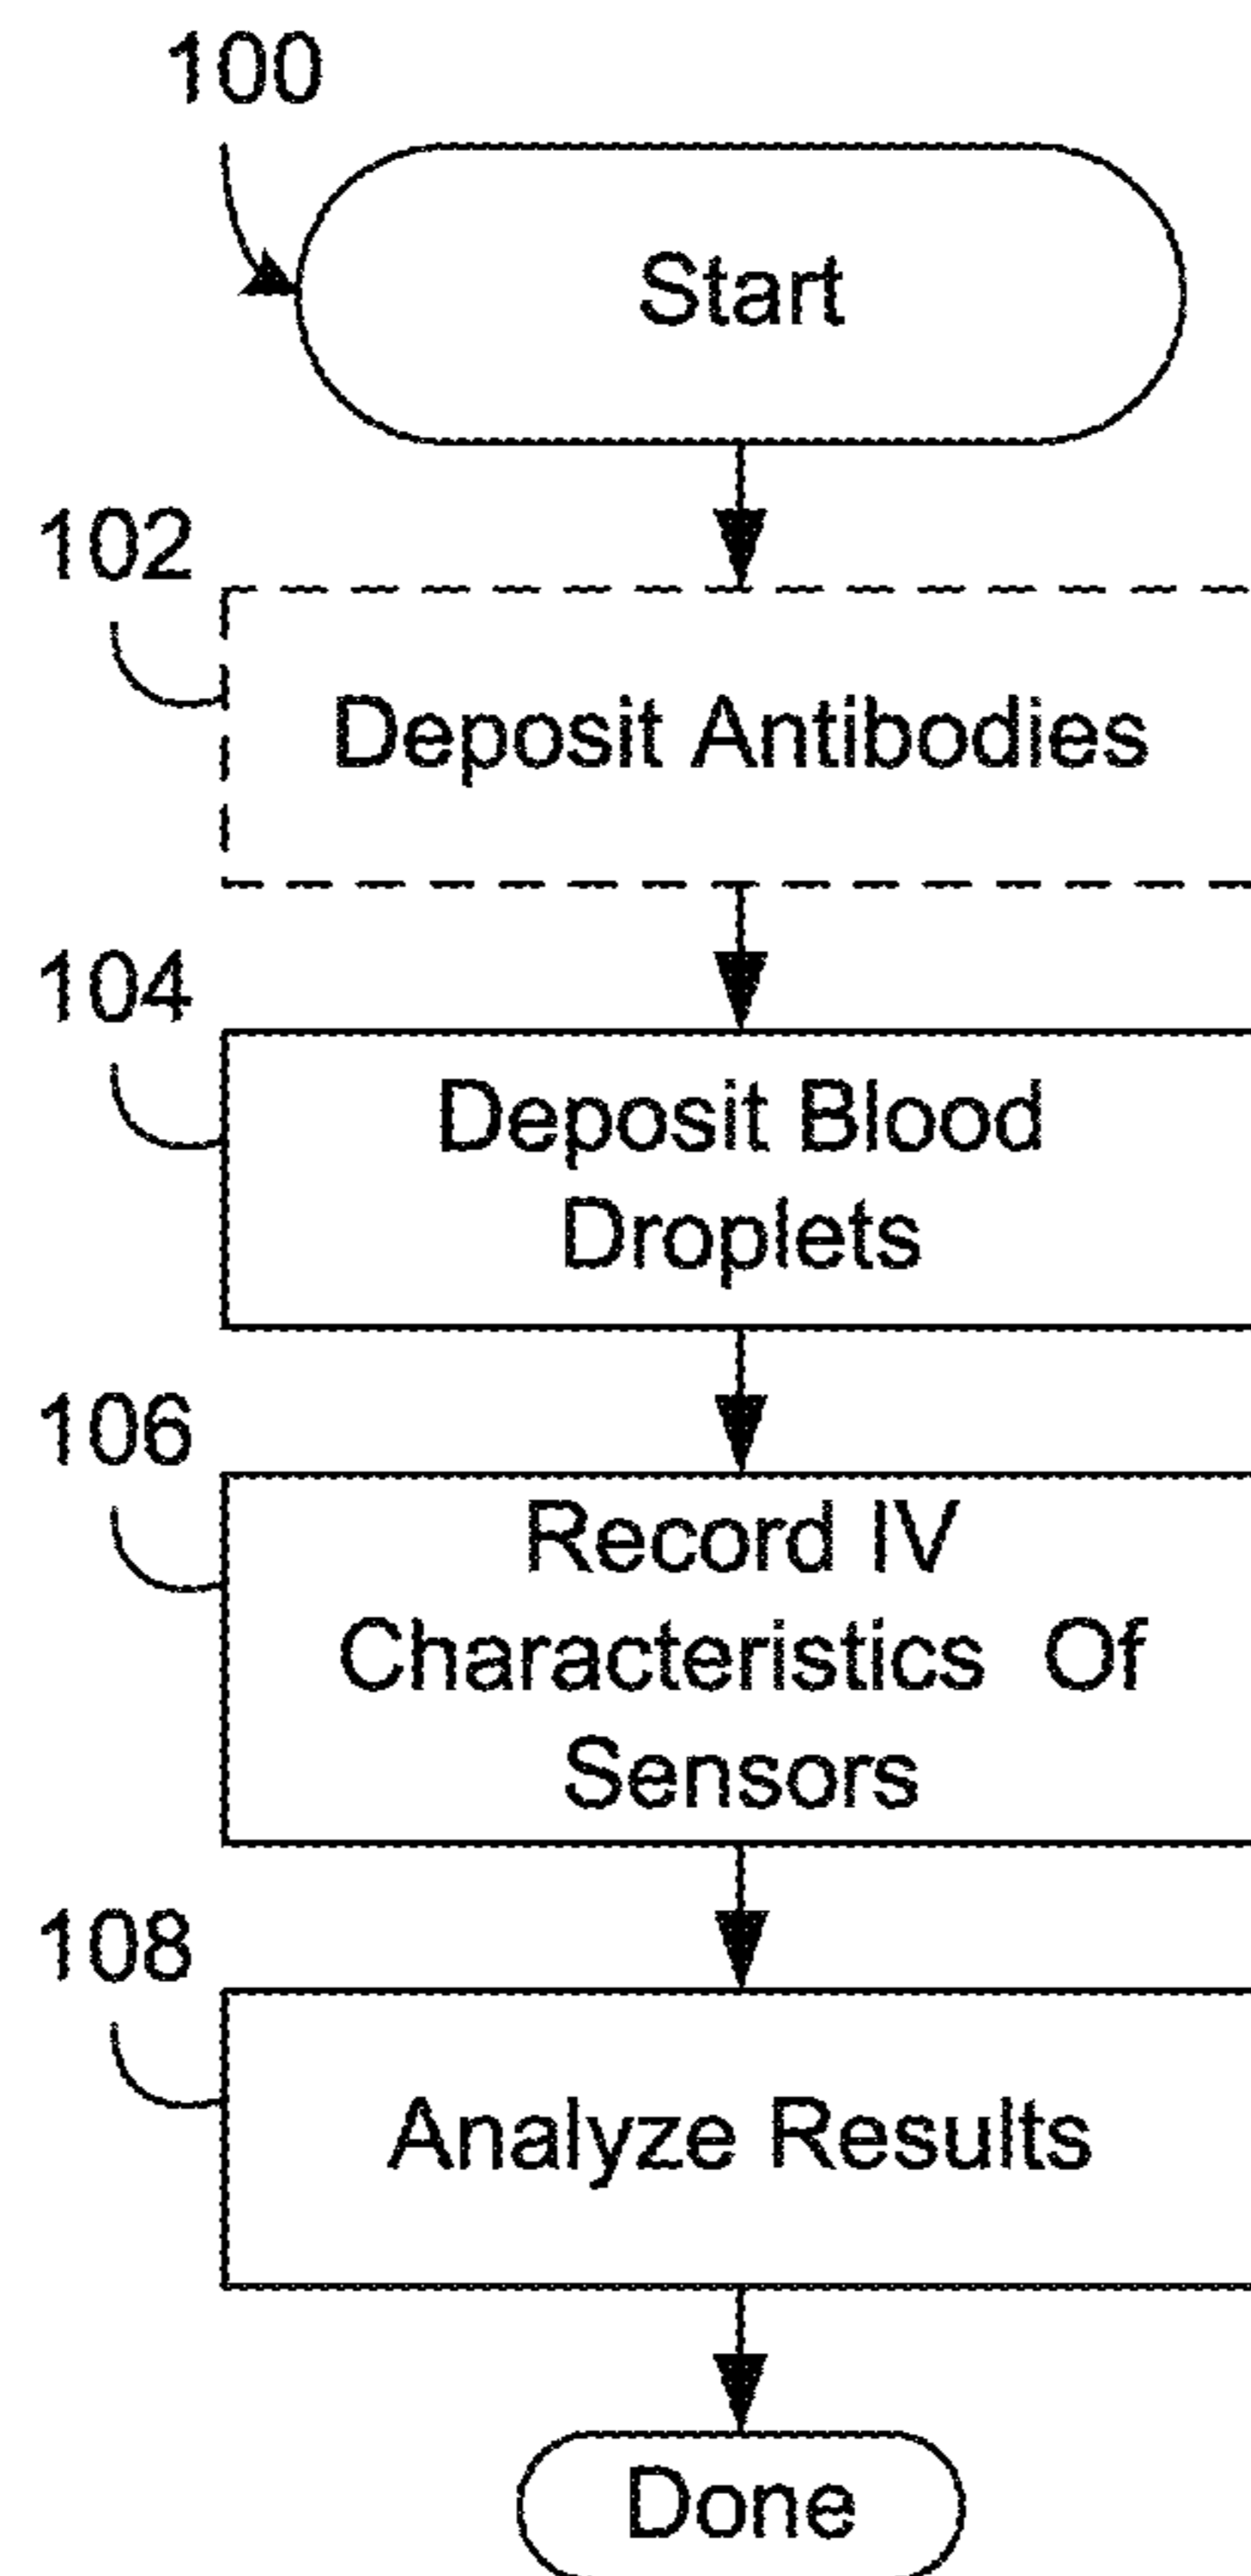 100
Start
102
Deposit Antibodies
104
Deposit Blood
Droplets
106
Record IV
Characteristics Of
Sensors
108
Analyze Results
Done